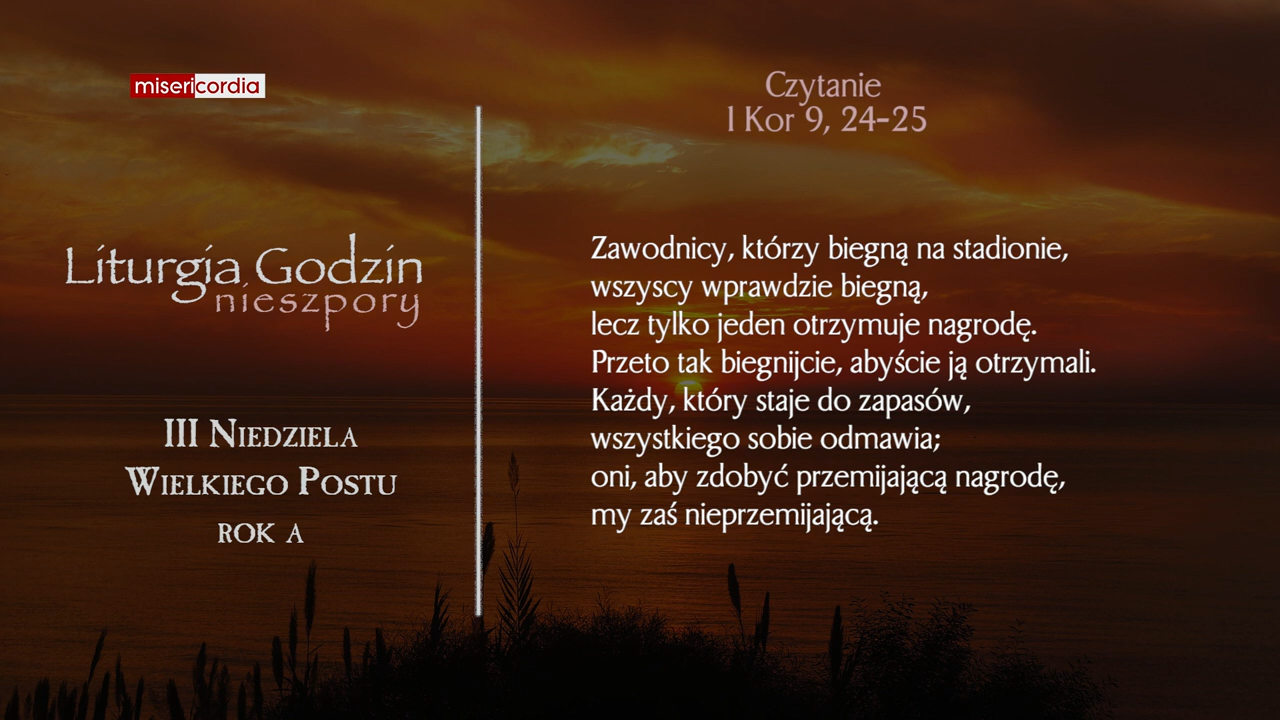 misericordia
Liturgia Godzin
nieszpory
III Niedziela
Wielkiego Postu
rok A
Czytanie
1 Kor 9, 24-25
Zawodnicy, którzy biegną na stadionie,
wszyscy wprawdzie biegną,
lecz tylko jeden otrzymuje nagrodę.
Przeto tak biegnijcie, abyście ją otrzymali.
Każdy, który staje do zapasów,
wszystkiego sobie odmawia;
oni, aby zdobyć przemijającą nagrodę,
my zaś nieprzemijającą.